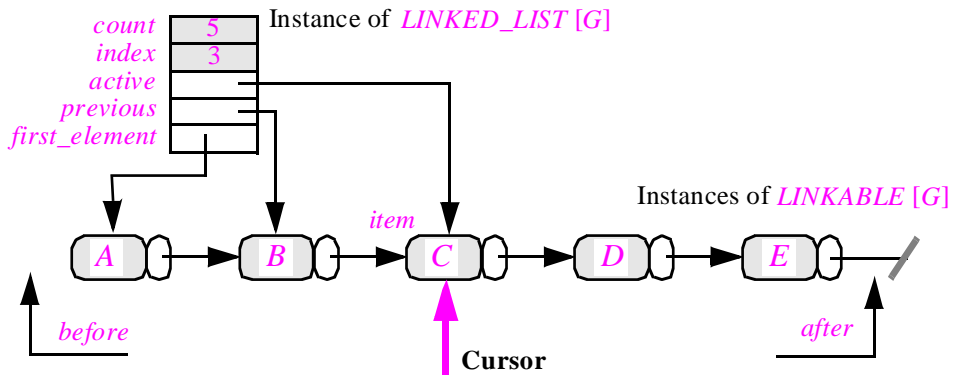 Instance of LINKED_LIST [G]
count 5
index 3
active
previous
first_element
Instances of LINKABLE [G]
item
A B C D E
before
after
Cursor